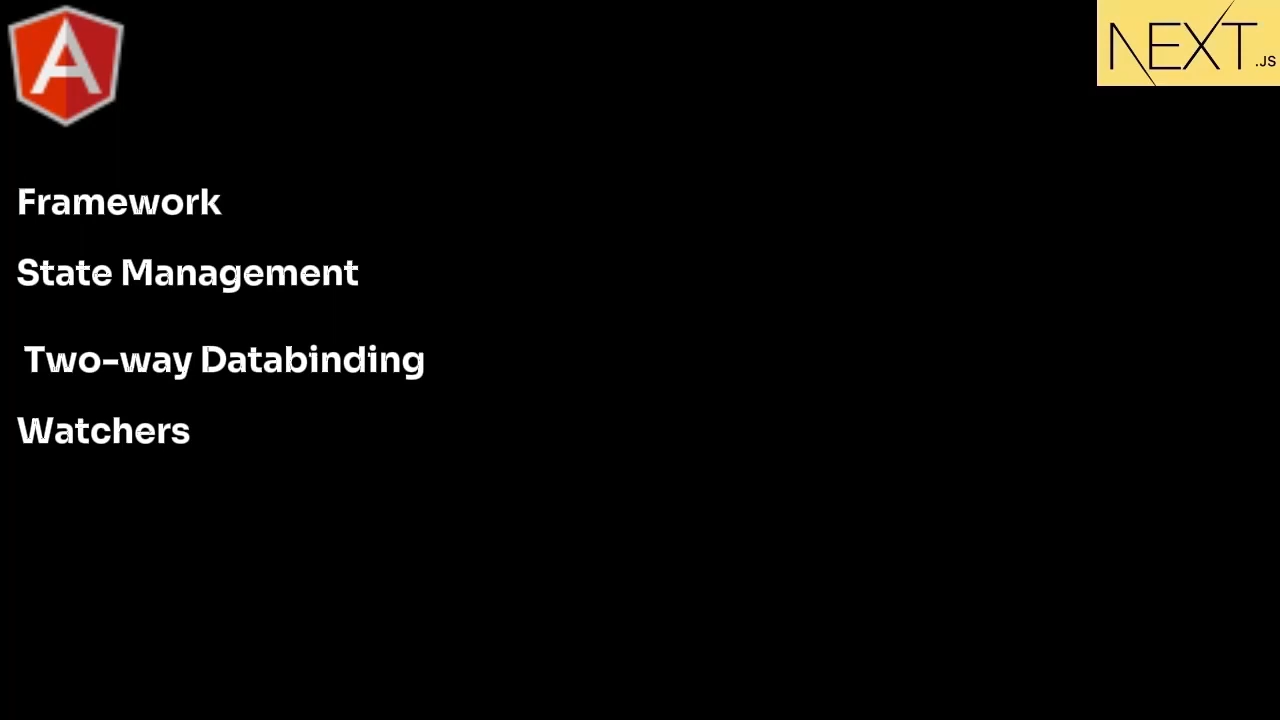 A
NEXT.JS
Framework
State Management
Two-way Databinding
Watchers